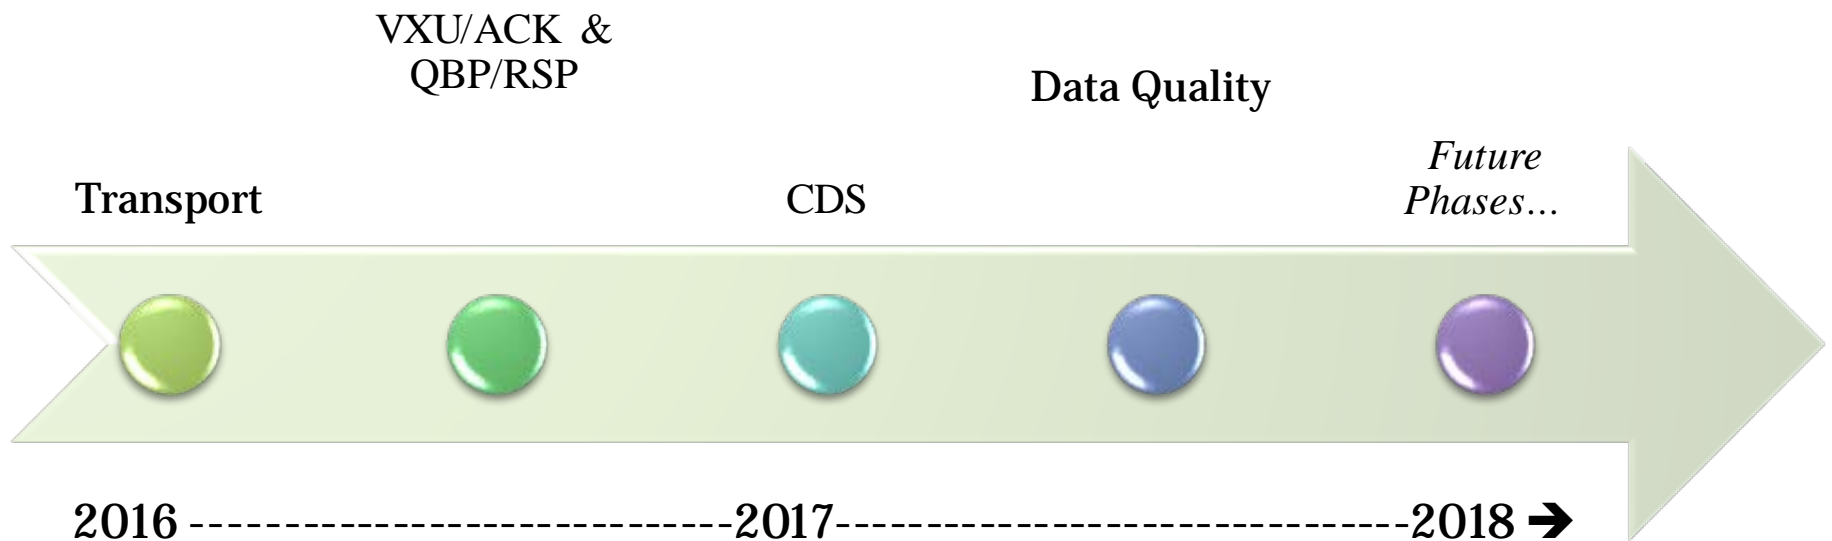 VXU/ACK &
QBP/RSP
Data Quality
Future
Phases...
Transport
CDS
2016 ----------------------------2017-----------------------------2018 ➔